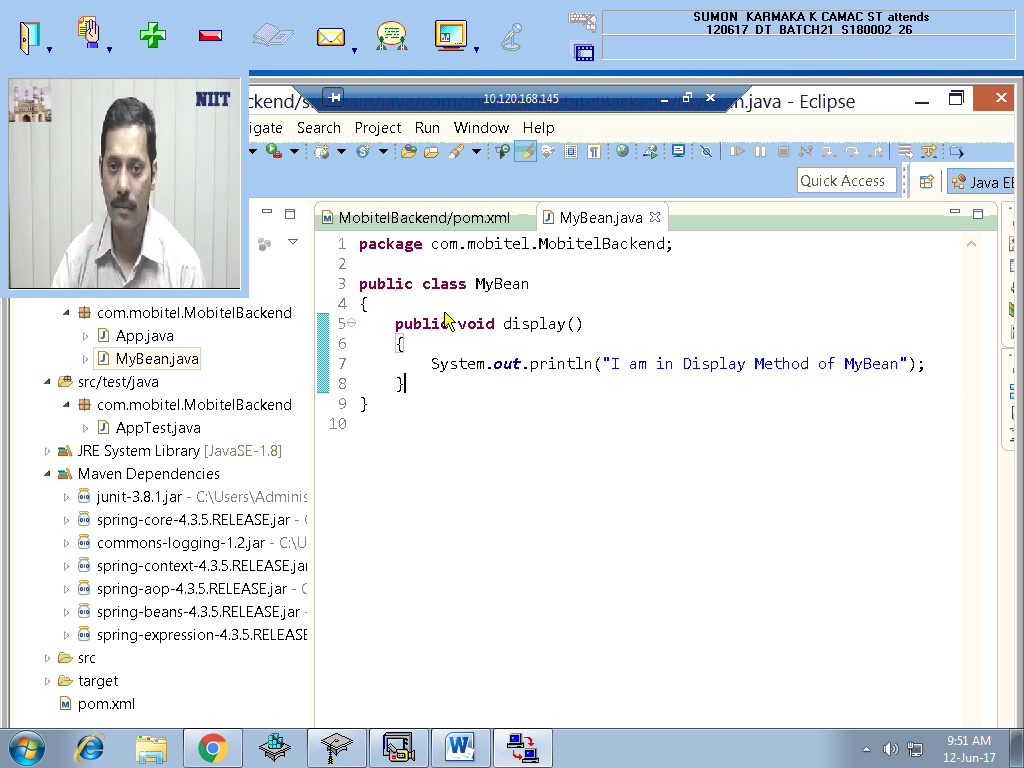 SUMON KARMAKA K CAMAC ST attends
120617 DT BATCH21 S180002 26
NIIT
10.120.168.145
.java - Eclipse
Search Project Run Window Help
Quick Access
Java EE
MobitelBackend/pom.xml
MyBean.java
1 package com.mobitel.MobitelBackend;
2
3 public class MyBean
4 {
5 public void display()
6 {
7 System.out.println("I am in Display Method of MyBean");
8 }
9 }
10
com.mobitel.MobitelBackend
App.java
MyBean.java
src/test/java
com.mobitel.MobitelBackend
AppTest.java
JRE System Library [JavaSE-1.8]
Maven Dependencies
junit-3.8.1.jar - C:\Users\Adminis
spring-core-4.3.5.RELEASE.jar -
commons-logging-1.2.jar - C:\U
spring-context-4.3.5.RELEASE.jar
spring-aop-4.3.5.RELEASE.jar - C
spring-beans-4.3.5.RELEASE.jar -
spring-expression-4.3.5.RELEASE
src
target
pom.xml
9:51 AM
12-Jun-17